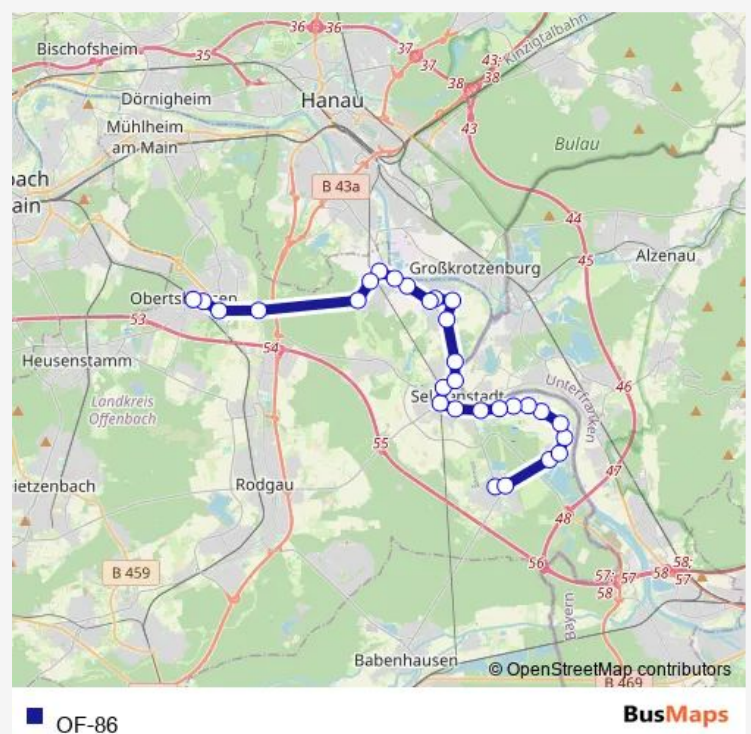 36
36
Bischofsheim
35
37
37
43;
38
38
Kinzigtalbahn
Dörnigheim
Hanau
43
Mühlheim
am Main
Bulau
bach
ain
B 43a
44
45
Alzenau
Großkrotzenburg
53
54
Heusenstamm
46
Unterfranken
Landkreis
Offenbach
55
47
ietzenbach
Rodgau
48
56
58;
57
57;
57
58
58
B 459
Bayern
Babenhausen
© OpenStreetMap contributors
B 469
OF-86
BusMaps